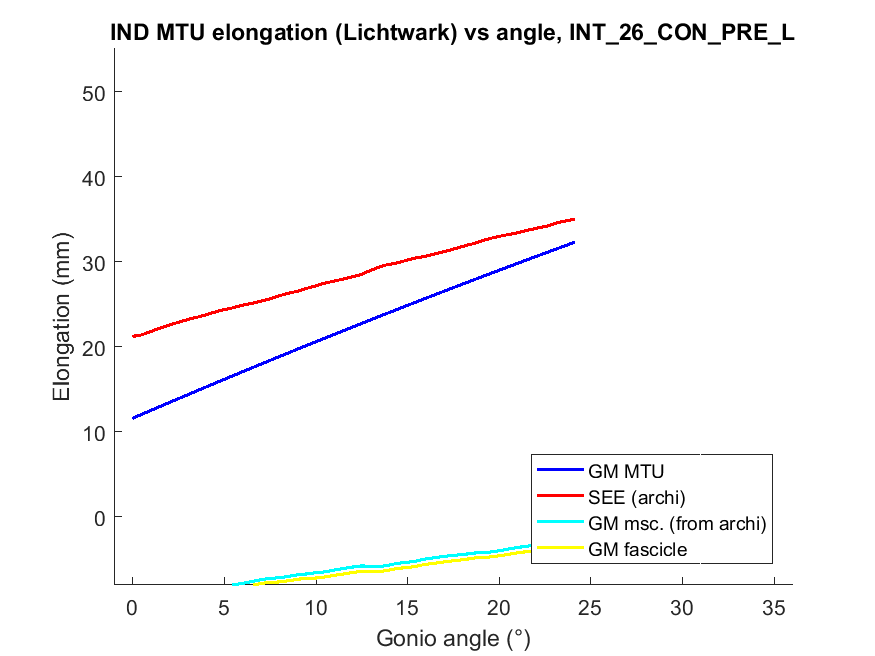 IND MTU elongation (Lichtwark) vs angle, INT_26_CON_PRE_L
50
40
30
20
10
0
Elongation (mm)
GM MTU
SEE (archi)
GM msc. (from archi)
GM fascicle
0 5 10 15 20 25 30 35
Gonio angle (°)